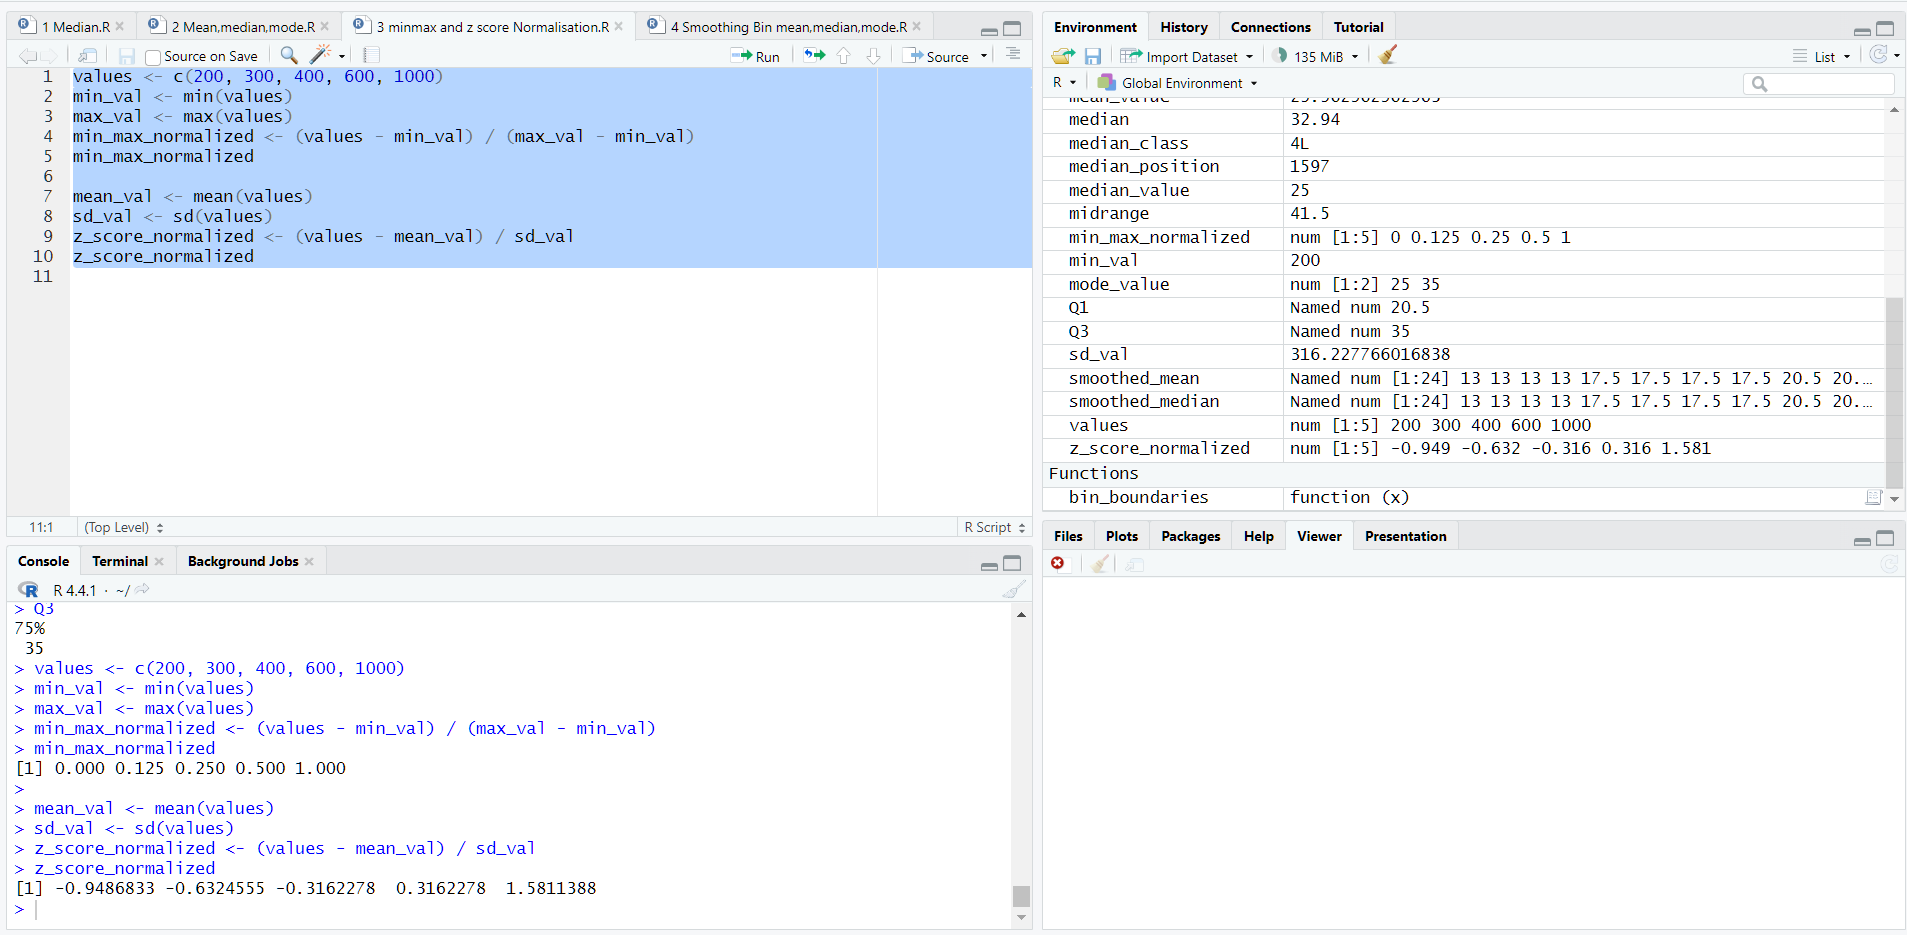 1 Median.R
2 Mean,median,mode.R
3 minmax and z score Normalisation.R
4 Smoothing Bin mean,median,mode.R
Source on Save
Run
Source
1 values <- c(200, 300, 400, 600, 1000)
2 min_val <- min(values)
3 max_val <- max(values)
4 min_max_normalized <- (values - min_val) / (max_val - min_val)
5 min_max_normalized
6
7 mean_val <- mean(values)
8 sd_val <- sd(values)
9 z_score_normalized <- (values - mean_val) / sd_val
10 z_score_normalized
11
11:1 (Top Level) R Script
Console Terminal Background Jobs
R R 4.4.1 · ~/
> Q3
75%
35
> values <- c(200, 300, 400, 600, 1000)
> min_val <- min(values)
> max_val <- max(values)
> min_max_normalized <- (values - min_val) / (max_val - min_val)
> min_max_normalized
[1] 0.000 0.125 0.250 0.500 1.000
>
> mean_val <- mean(values)
> sd_val <- sd(values)
> z_score_normalized <- (values - mean_val) / sd_val
> z_score_normalized
[1] -0.9486833 -0.6324555 -0.3162278 0.3162278 1.5811388
>
Environment History Connections Tutorial
Import Dataset 135 MiB List
R Global Environment
mean_value
median 32.94
median_class 4L
median_position 1597
median_value 25
midrange 41.5
min_max_normalized num [1:5] 0 0.125 0.25 0.5 1
min_val 200
mode_value num [1:2] 25 35
Q1 Named num 20.5
Q3 Named num 35
sd_val 316.227766016838
smoothed_mean Named num [1:24] 13 13 13 13 17.5 17.5 17.5 17.5 20.5 20.…
smoothed_median Named num [1:24] 13 13 13 13 17.5 17.5 17.5 17.5 20.5 20.…
values num [1:5] 200 300 400 600 1000
z_score_normalized num [1:5] -0.949 -0.632 -0.316 0.316 1.581
Functions
bin_boundaries function (x)
Files Plots Packages Help Viewer Presentation